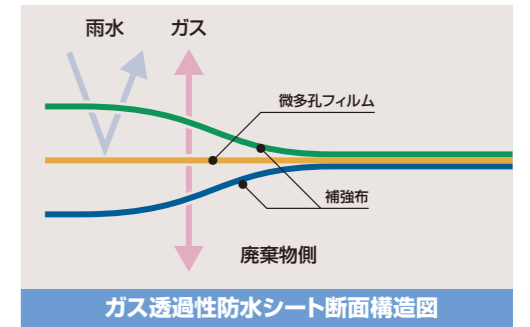 雨水
ガス
微多孔フィルム
補強布
廃棄物側
ガス透過性防水シート断面構造図